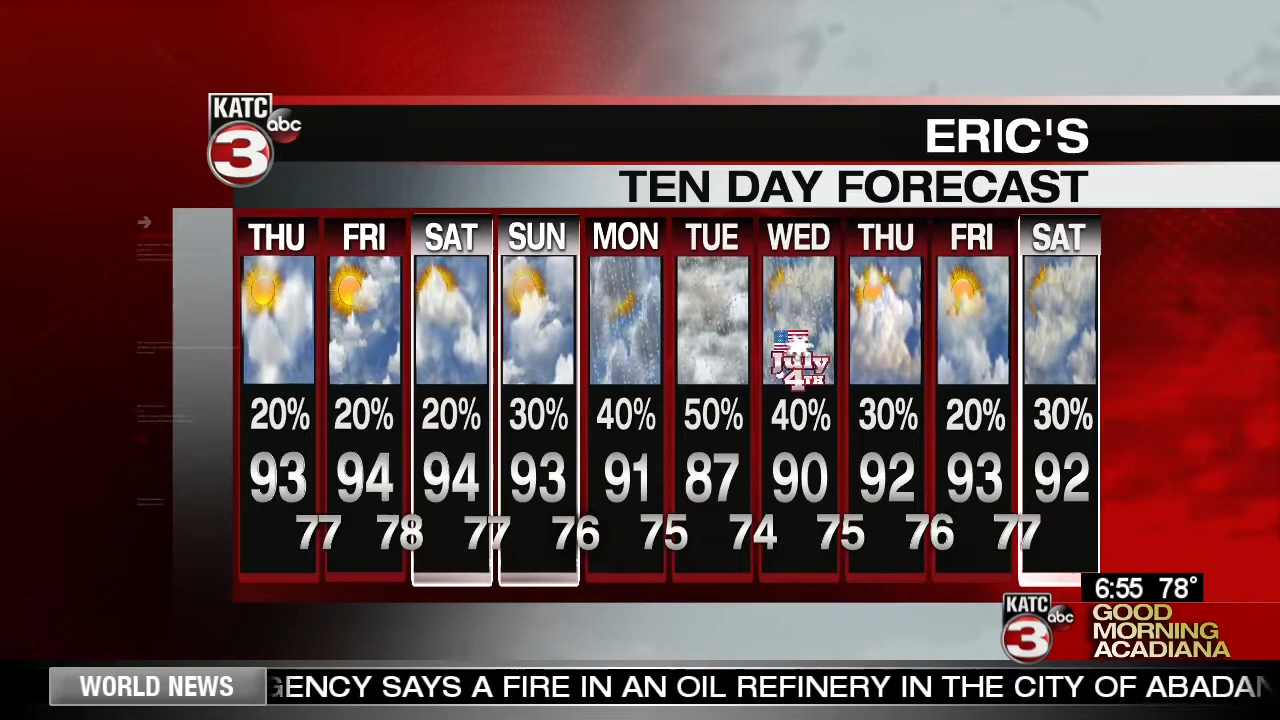 KATC
abc
3
ERIC'S
TEN DAY FORECAST
THU FRI SAT SUN MON TUE WED THU FRI SAT
July
4TH
20% 20% 20% 30% 40% 50% 40% 30% 20% 30%
93 94 94 93 91 87 90 92 93 92
77 78 77 76 75 74 75 76 77
6:55 78°
KATC
abc
3
GOOD
MORNING
ACADIANA
WORLD NEWS GENCY SAYS A FIRE IN AN OIL REFINERY IN THE CITY OF ABADAN